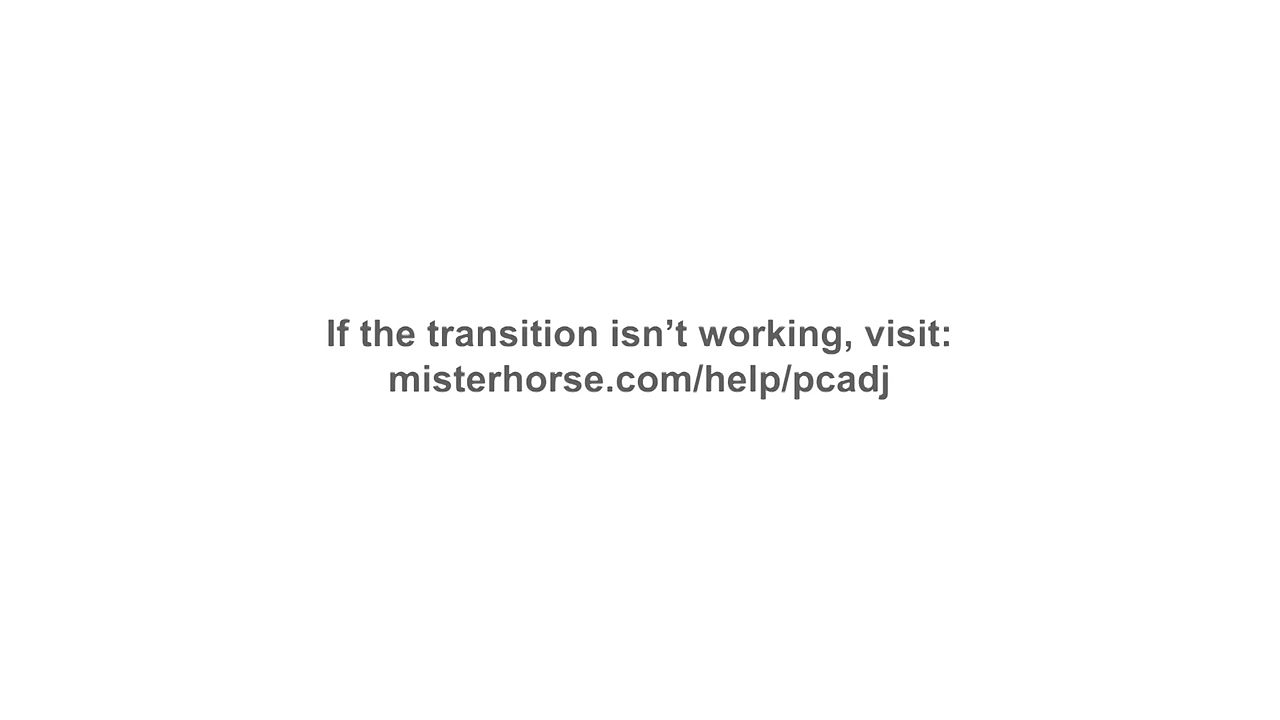 If the transition isn’t working, visit:
misterhorse.com/help/pcadj